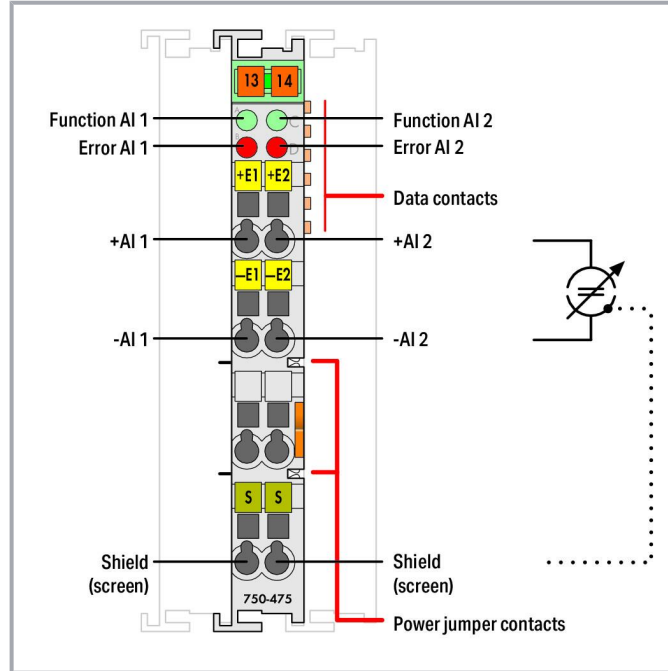 13 14
A C
Function AI 1
Function AI 2
Error AI 1
D
Error AI 2
+E1 +E2
Data contacts
+AI 1
+AI 2
—E1 —E2
-AI 1
-AI 2
S S
Shield
(screen)
Shield
(screen)
750-475
Power jumper contacts